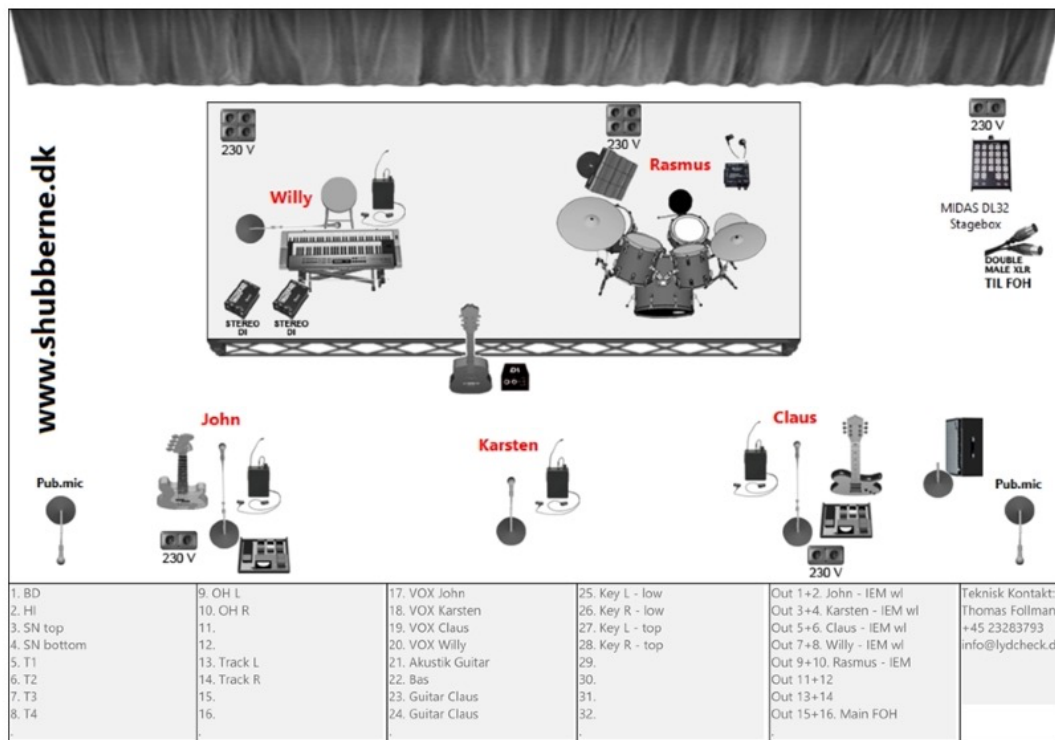 www.shubberne.dk
230 V
230 V
230 V
Willy
Rasmus
MIDAS DL32
Stagebox
DOUBLE
MALE XLR
TIL FOH
STEREO
DI
STEREO
DI
DI
John
Karsten
Claus
Pub.mic
Pub.mic
230 V
230 V
1. BD
2. HI
3. SN top
4. SN bottom
5. T1
6. T2
7. T3
8. T4
.
9. OH L
10. OH R
11.
12.
13. Track L
14. Track R
15.
16.
.
17. VOX John
18. VOX Karsten
19. VOX Claus
20. VOX Willy
21. Akustik Guitar
22. Bas
23. Guitar Claus
24. Guitar Claus
.
25. Key L - low
26. Key R - low
27. Key L - top
28. Key R - top
29.
30.
31.
32.
.
Out 1+2. John - IEM wl
Out 3+4. Karsten - IEM wl
Out 5+6. Claus - IEM wl
Out 7+8. Willy - IEM wl
Out 9+10. Rasmus - IEM
Out 11+12
Out 13+14
Out 15+16. Main FOH
.
Teknisk Kontakt:
Thomas Follman
+45 23283793
info@lydcheck.d